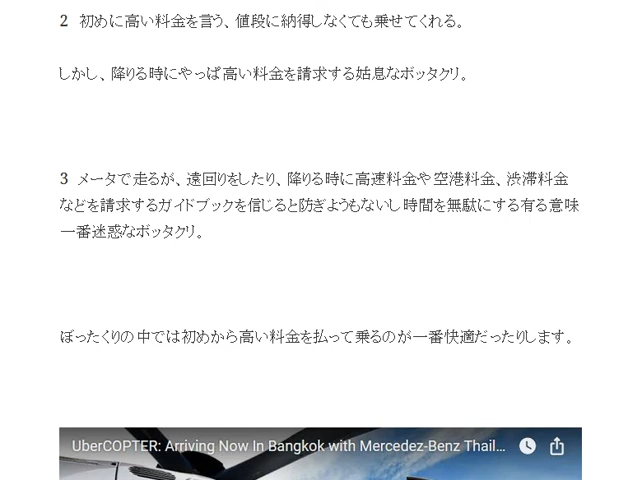 2 初めに高い料金を言う、値段に納得しなくても乗せてくれる。
しかし、降りる時にやっぱ高い料金を請求する姑息なボッタクリ。
3 メータで走るが、遠回りをしたり、降りる時に高速料金や空港料金、渋滞料金
などを請求するガイドブックを信じると防ぎようもないし時間を無駄にする有る意味
一番迷惑なボッタクリ。
ぼったくりの中では初めから高い料金を払って乗るのが一番快適だったりします。
UberCOPTER: Arriving Now In Bangkok with Mercedez-Benz Thail...